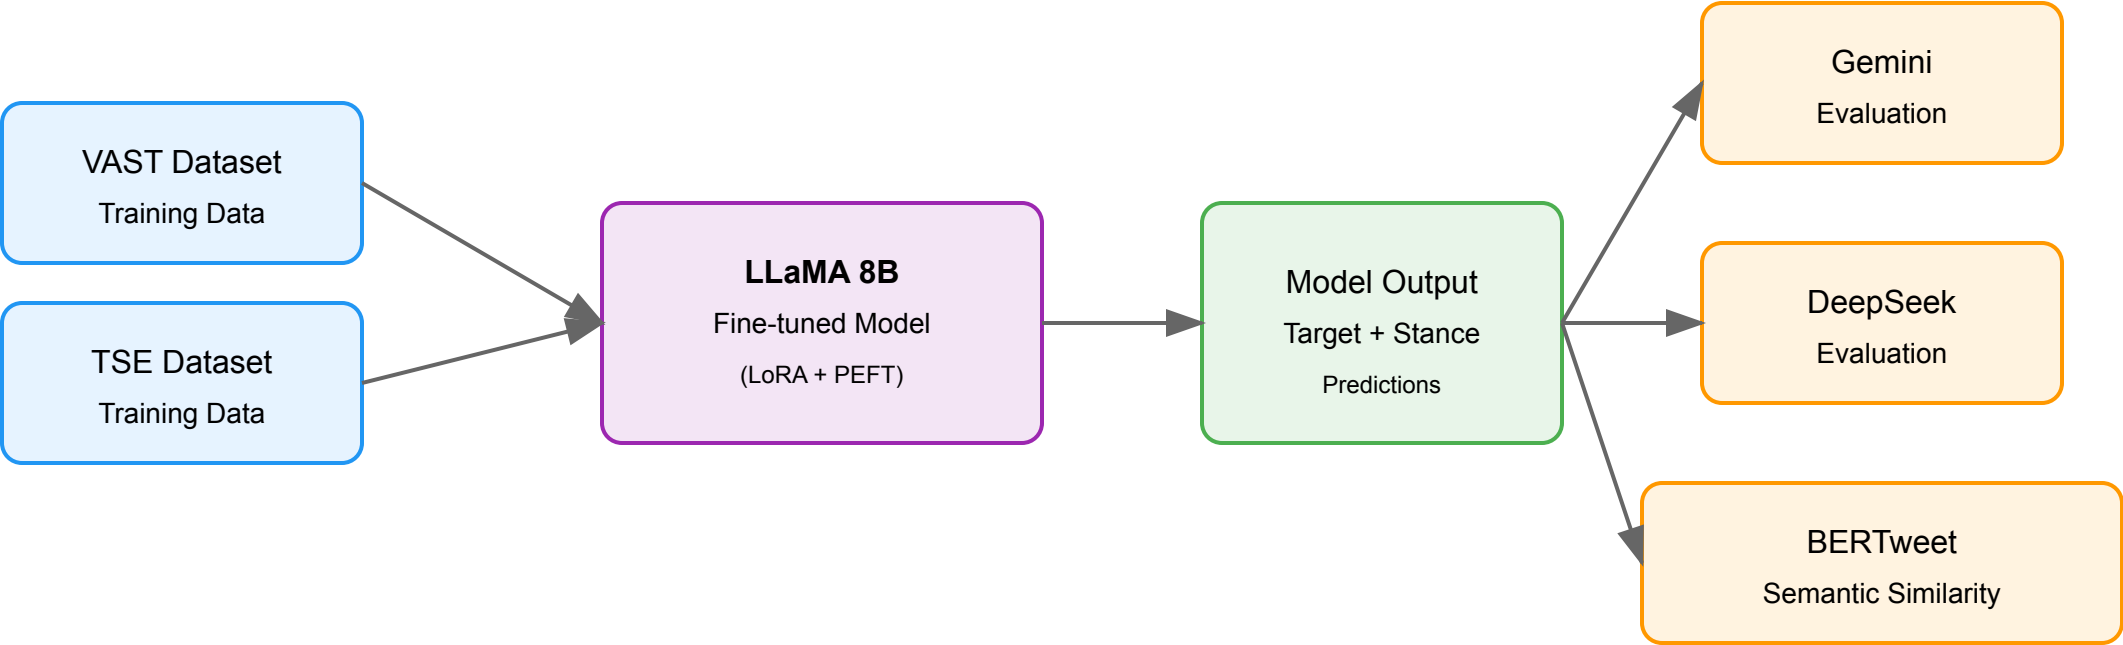 VAST Dataset
Training Data
TSE Dataset
Training Data
LLaMA 8B
Fine-tuned Model
(LoRA + PEFT)
Model Output
Target + Stance
Predictions
Gemini
Evaluation
DeepSeek
Evaluation
BERTweet
Semantic Similarity